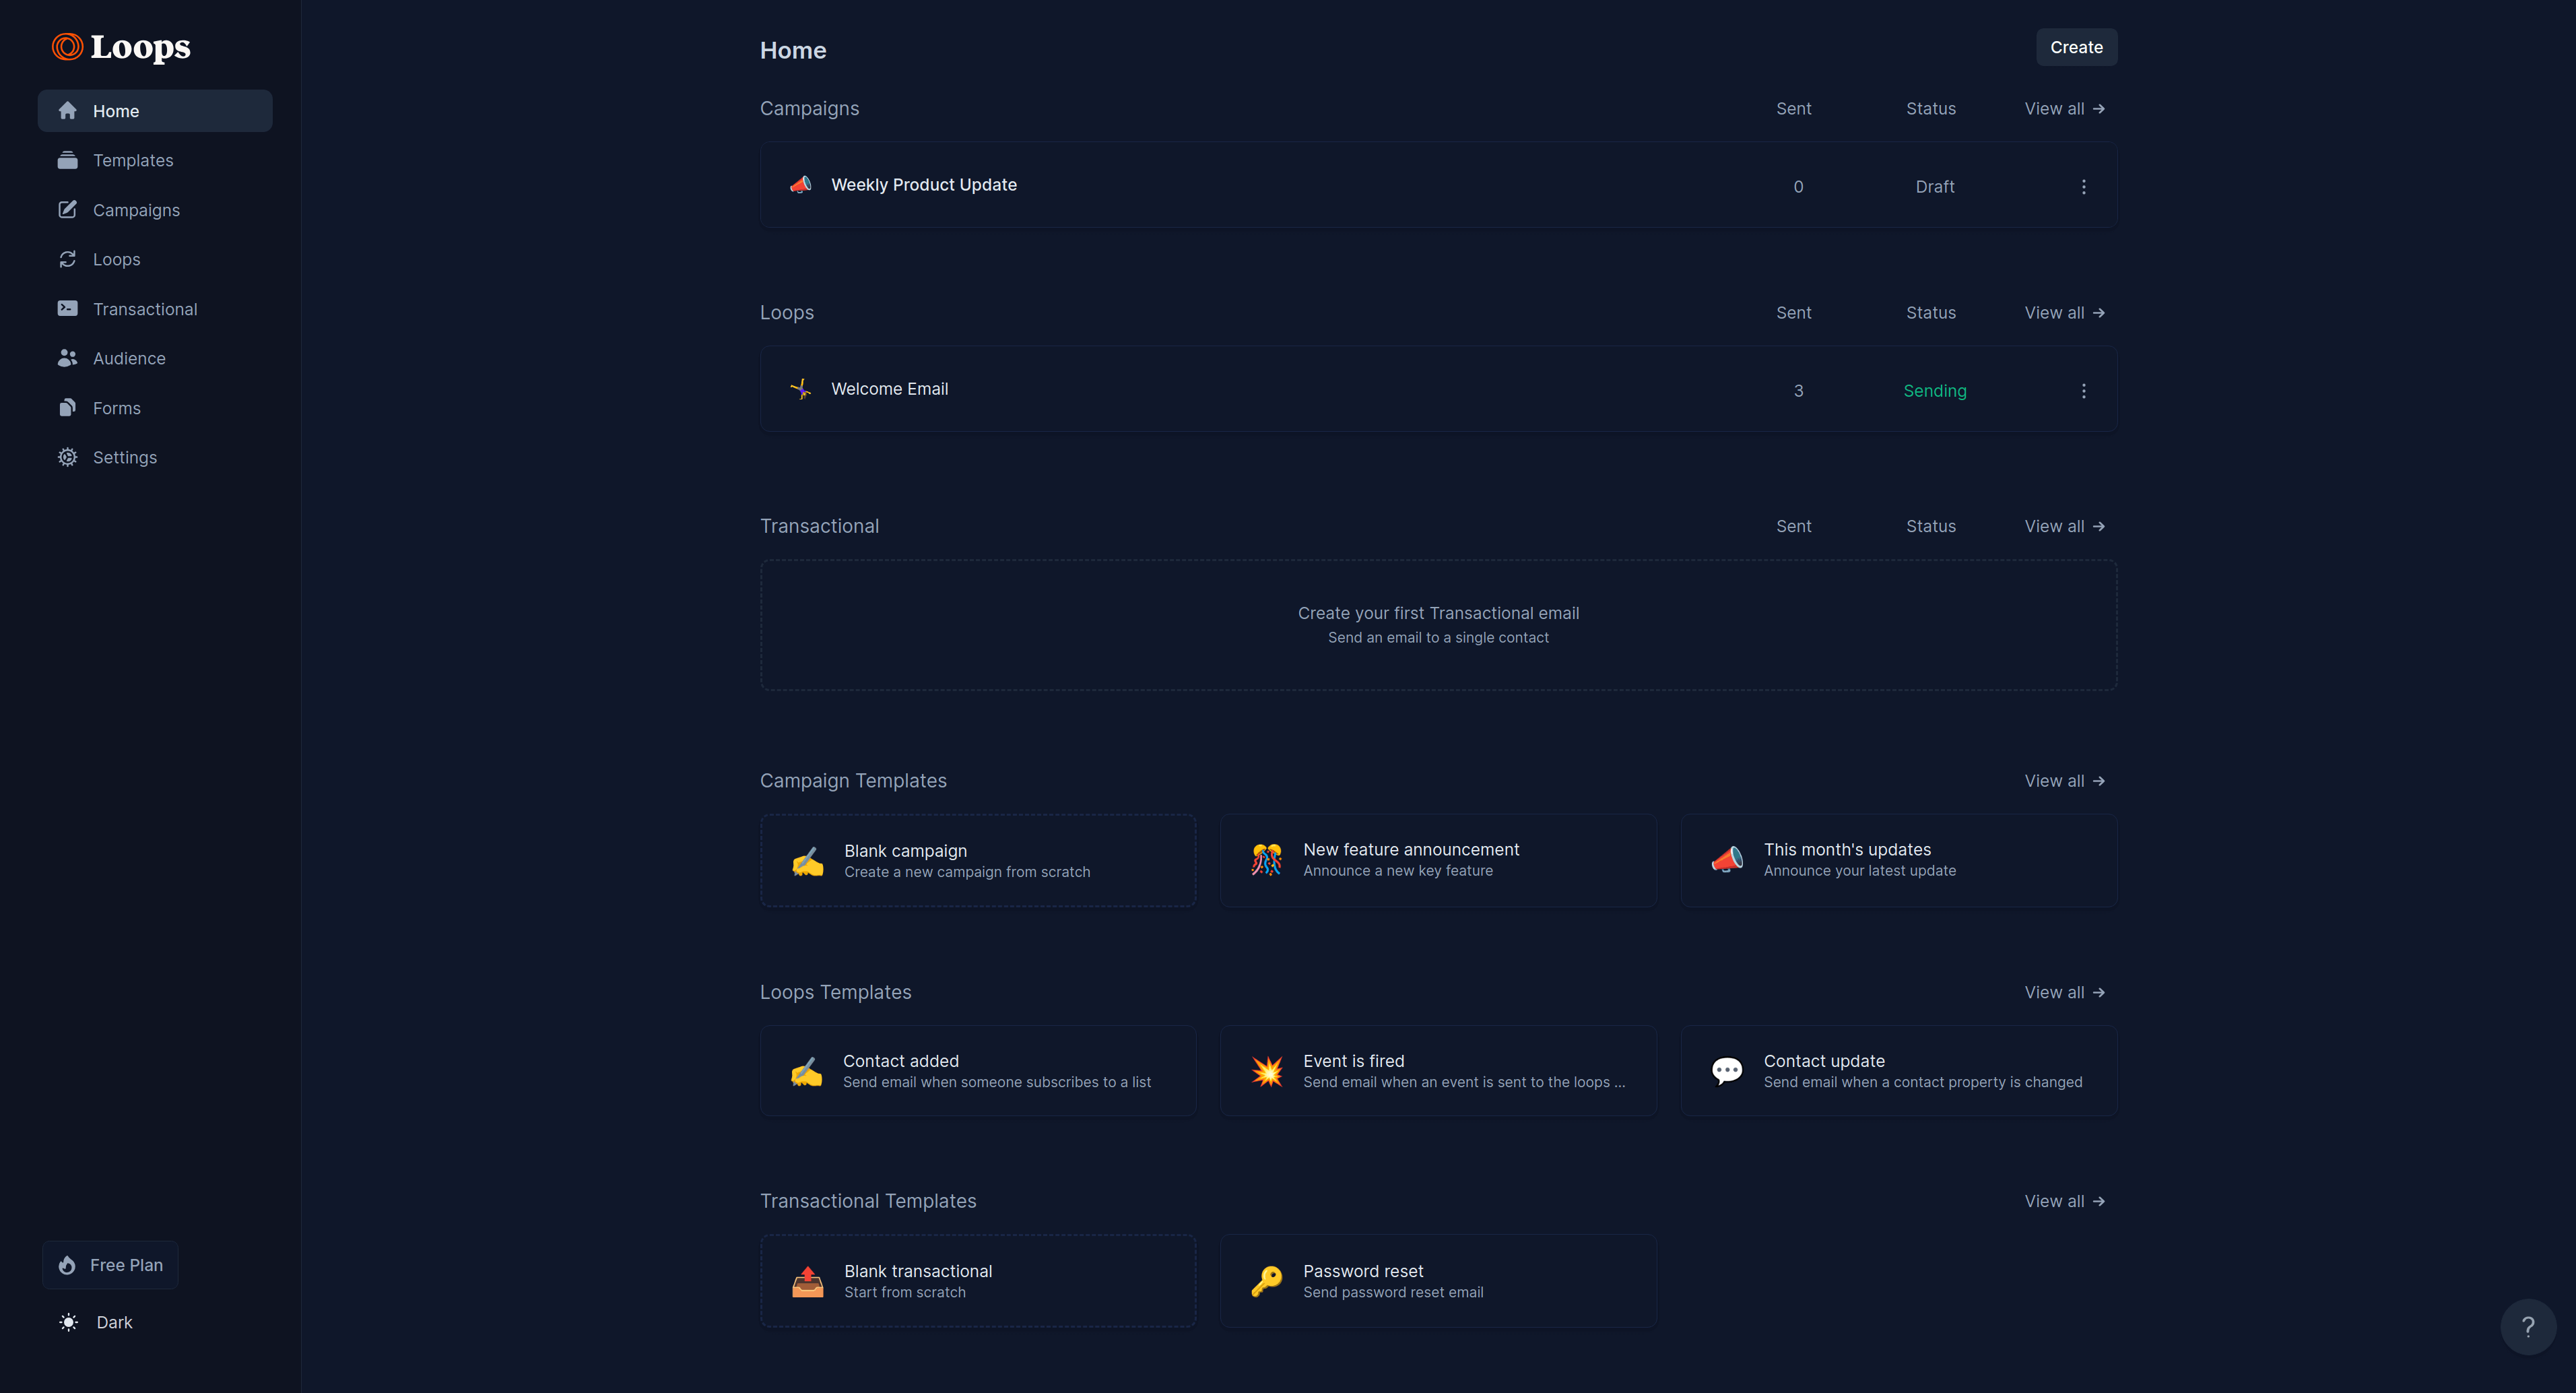 Loops
Home
Templates
Campaigns
Loops
Transactional
Audience
Forms
Settings
Free Plan
Dark
Home
Create
Campaigns Sent Status View all →
Weekly Product Update 0 Draft
Loops Sent Status View all →
Welcome Email 3 Sending
Transactional Sent Status View all →
Create your first Transactional email
Send an email to a single contact
Campaign Templates View all →
Blank campaign
Create a new campaign from scratch
New feature announcement
Announce a new key feature
This month's updates
Announce your latest update
Loops Templates View all →
Contact added
Send email when someone subscribes to a list
Event is fired
Send email when an event is sent to the loops ...
Contact update
Send email when a contact property is changed
Transactional Templates View all →
Blank transactional
Start from scratch
Password reset
Send password reset email
?